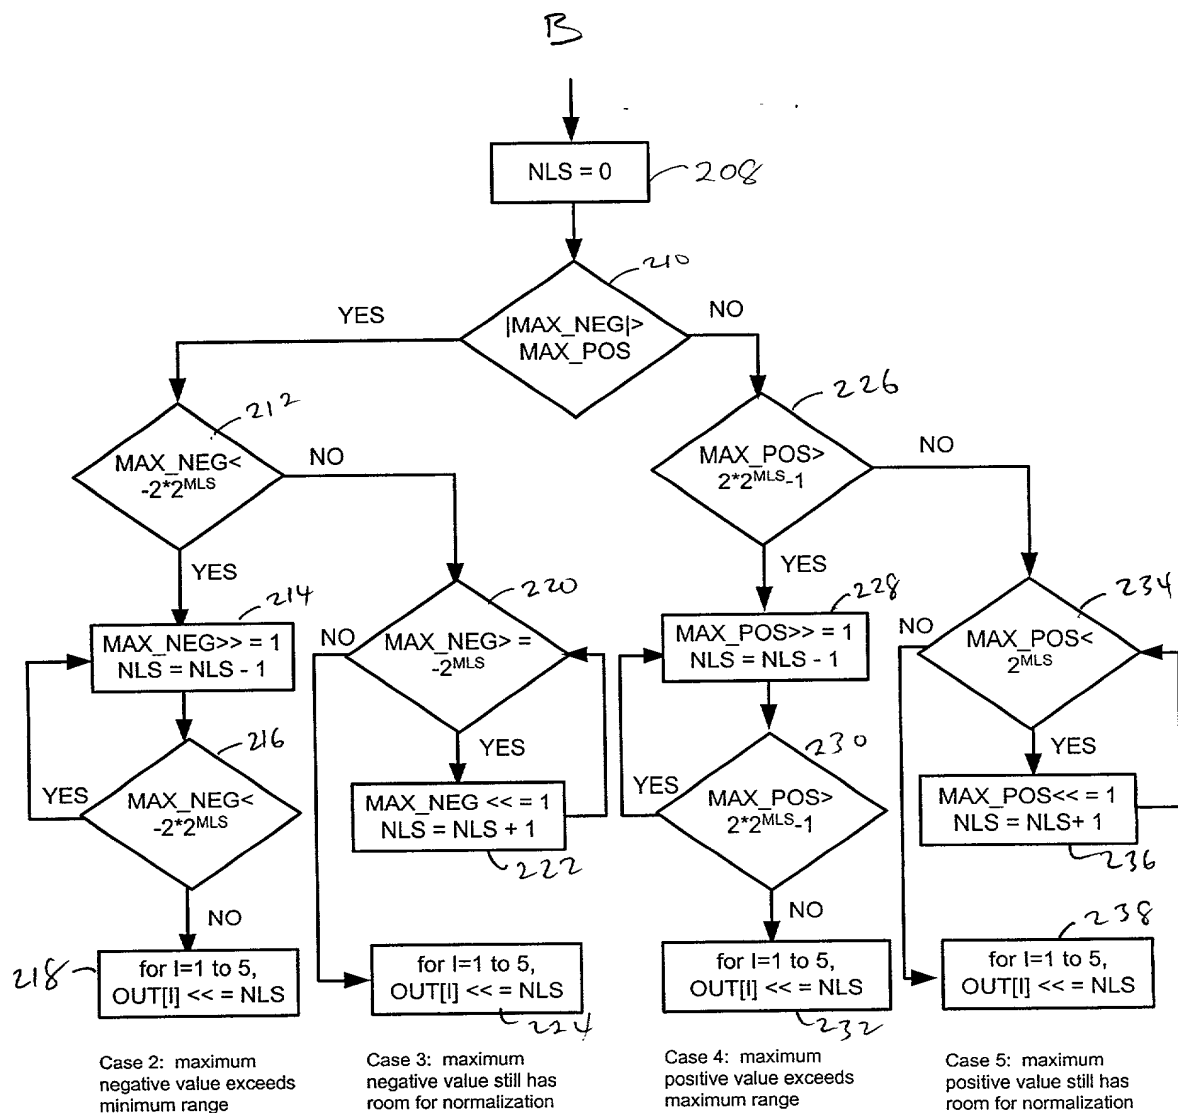 B
NLS = 0
208
210
YES
NO
|MAX_NEG|>
MAX_POS
212
226
MAX_NEG<
-2*2^MLS
NO
MAX_POS>
2*2^MLS-1
NO
YES
YES
214
220
228
234
MAX_NEG>> = 1
NLS = NLS - 1
NO
MAX_NEG> =
-2^MLS
MAX_POS>> = 1
NLS = NLS - 1
NO
MAX_POS<
2^MLS
216
YES
230
YES
YES
MAX_NEG<
-2*2^MLS
MAX_NEG << = 1
NLS = NLS + 1
222
YES
MAX_POS>
2*2^MLS-1
MAX_POS<< = 1
NLS = NLS+ 1
236
NO
NO
238
218
for I=1 to 5,
OUT[I] << = NLS
for I=1 to 5,
OUT[I] << = NLS
224
for I=1 to 5,
OUT[I] << = NLS
232
for I=1 to 5,
OUT[I] << = NLS
Case 2: maximum
negative value exceeds
minimum range
Case 3: maximum
negative value still has
room for normalization
Case 4: maximum
positive value exceeds
maximum range
Case 5: maximum
positive value still has
room for normalization